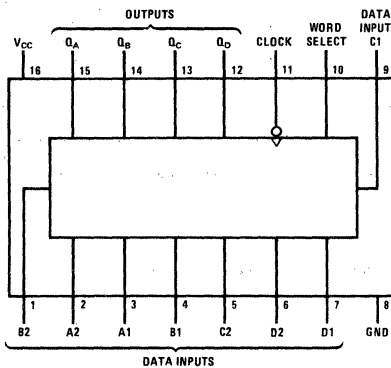 OUTPUTS
DATA
WORD INPUT
VCC QA QB QC QD CLOCK SELECT C1
16 15 14 13 12 11 10 9
1 2 3 4 5 6 7 8
B2 A2 A1 B1 C2 D2 D1 GND
DATA INPUTS